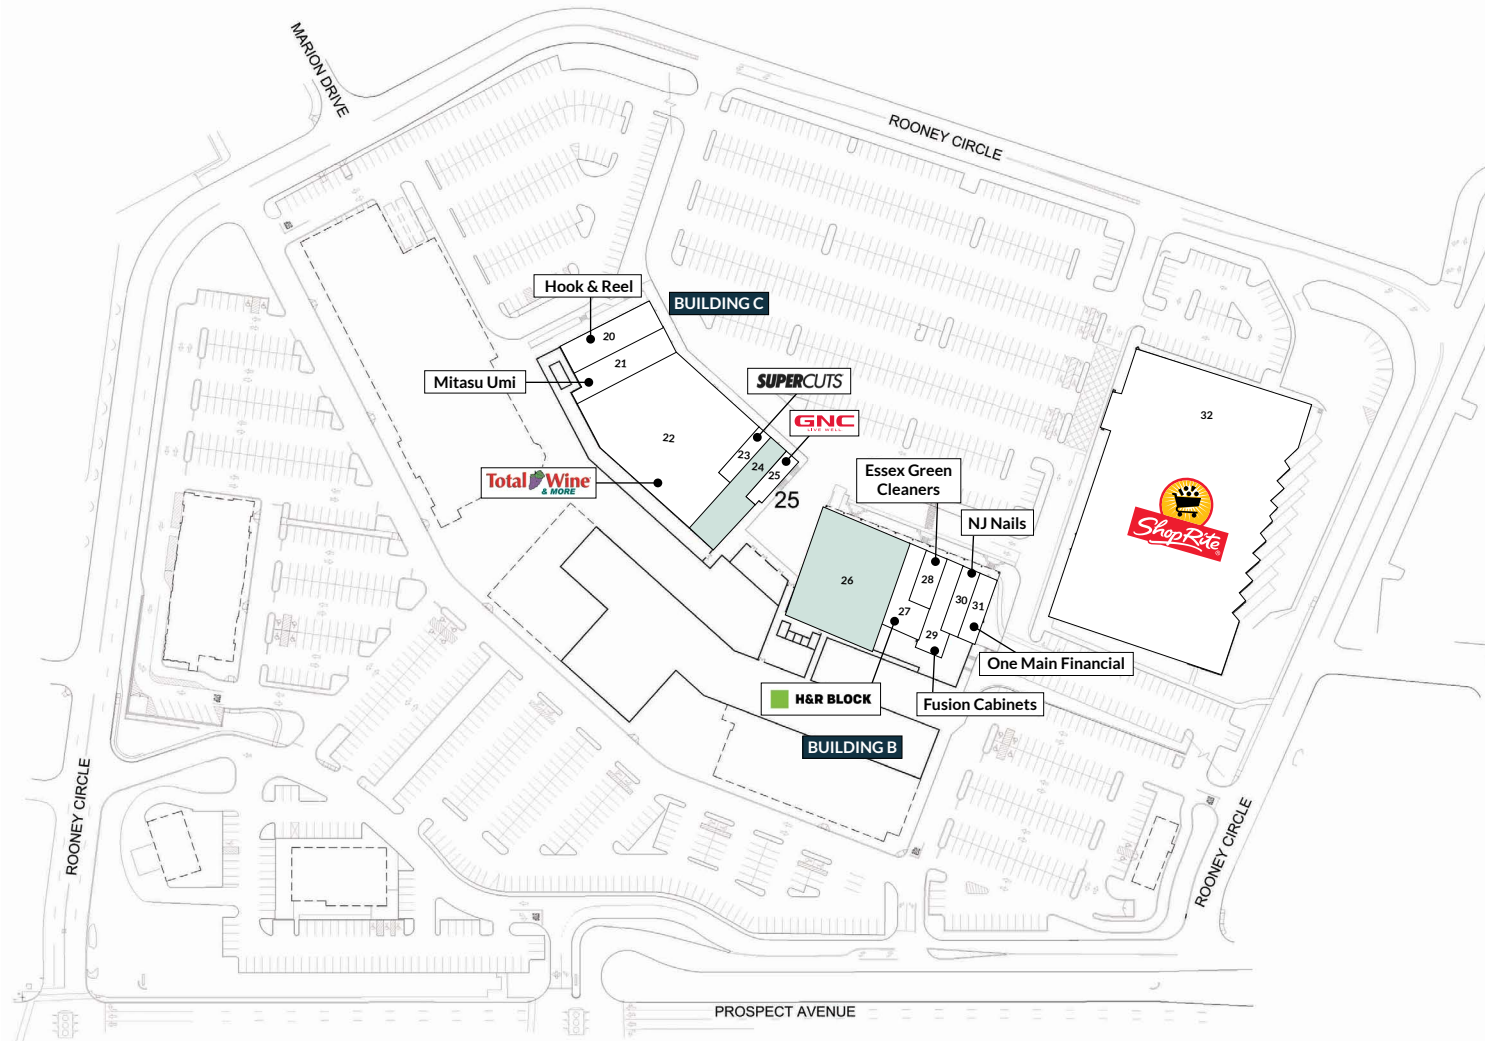 MARION DRIVE
ROONEY CIRCLE
Hook & Reel
BUILDING C
20
21
Mitasu Umi
SUPERCUTS
GNC
LIVE WELL
32
22
23
24
25
Total Wine
& MORE
25
Essex Green
Cleaners
NJ Nails
ShopRite
26
28
27
30
31
29
One Main Financial
H&R BLOCK
Fusion Cabinets
BUILDING B
ROONEY CIRCLE
ROONEY CIRCLE
PROSPECT AVENUE